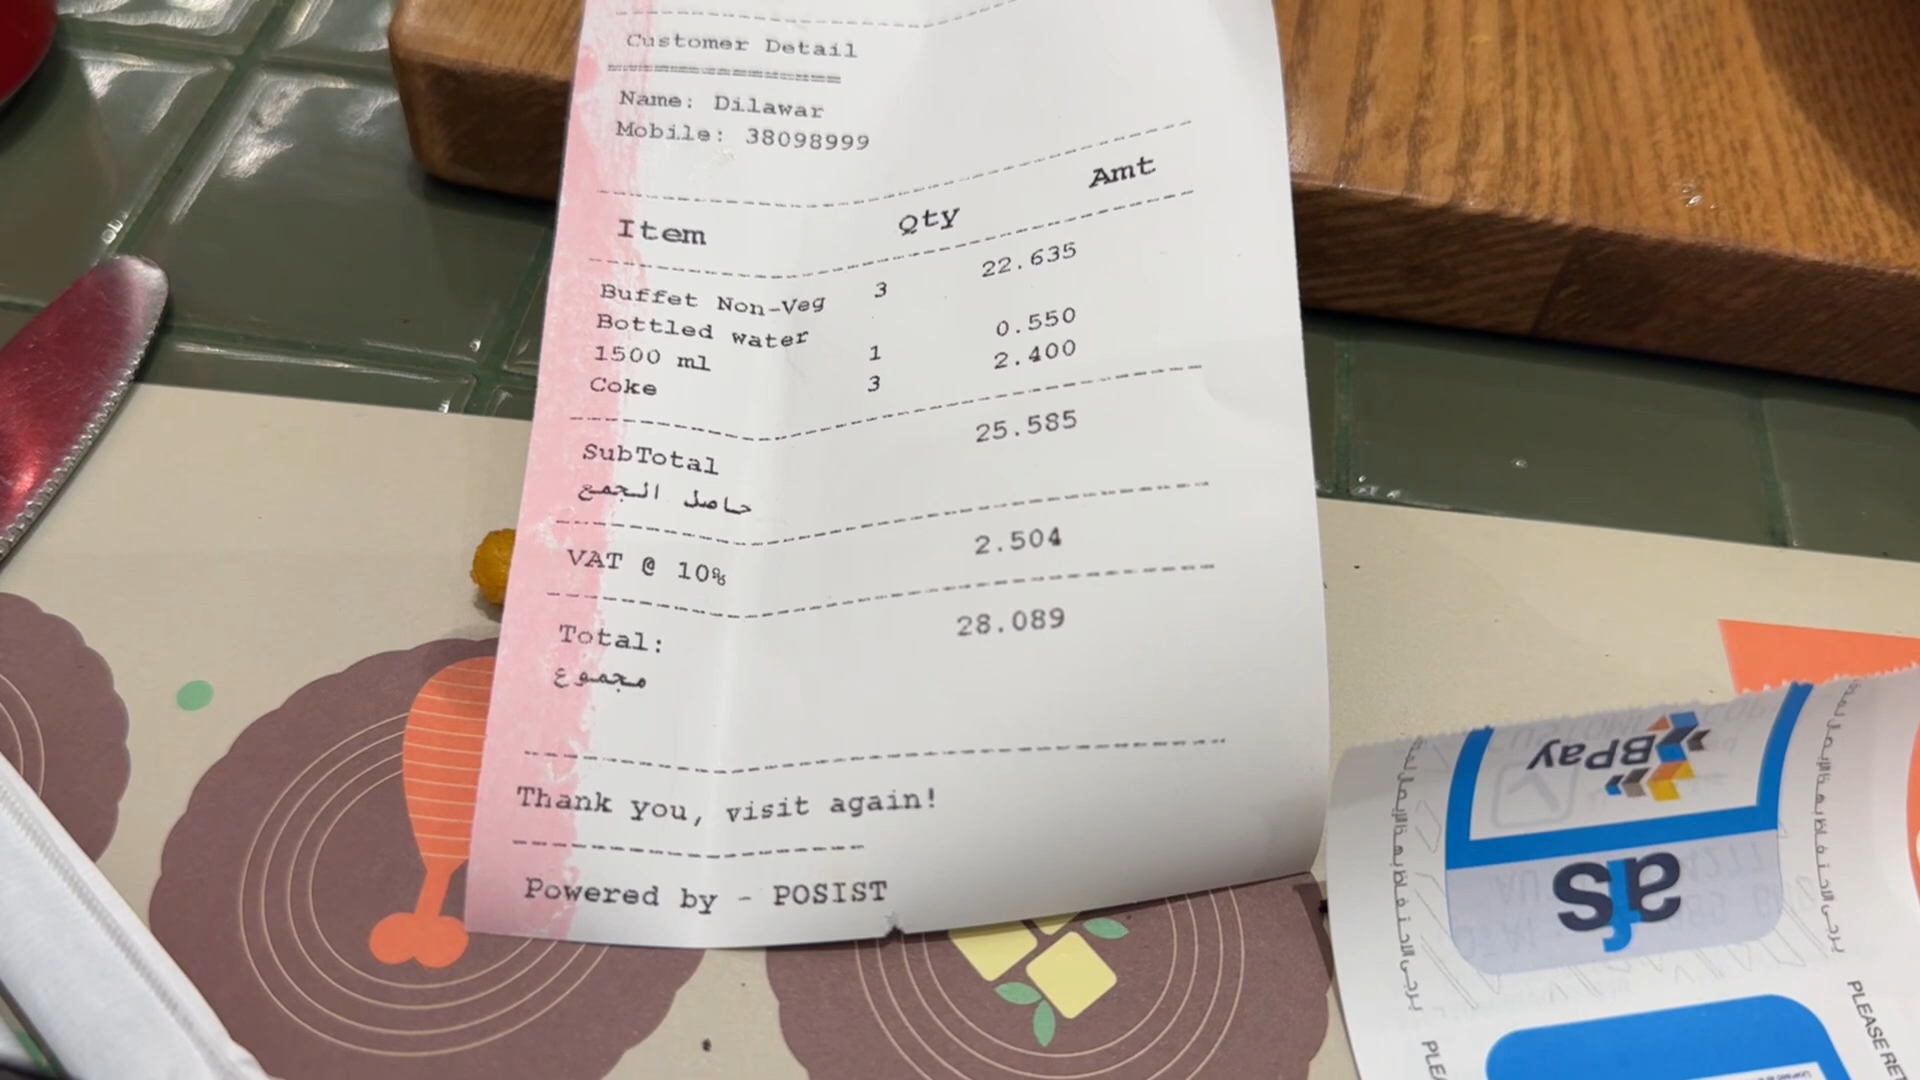 Customer Detail
================
Name: Dilawar
Mobile: 38098999
Item Qty Amt
Buffet Non-Veg 3 22.635
Bottled water
1500 ml 1 0.550
Coke 3 2.400
SubTotal 25.585
حاصل الجمع
VAT @ 10% 2.504
Total: 28.089
مجموع
Thank you, visit again!
Powered by - POSIST
BPay
afs